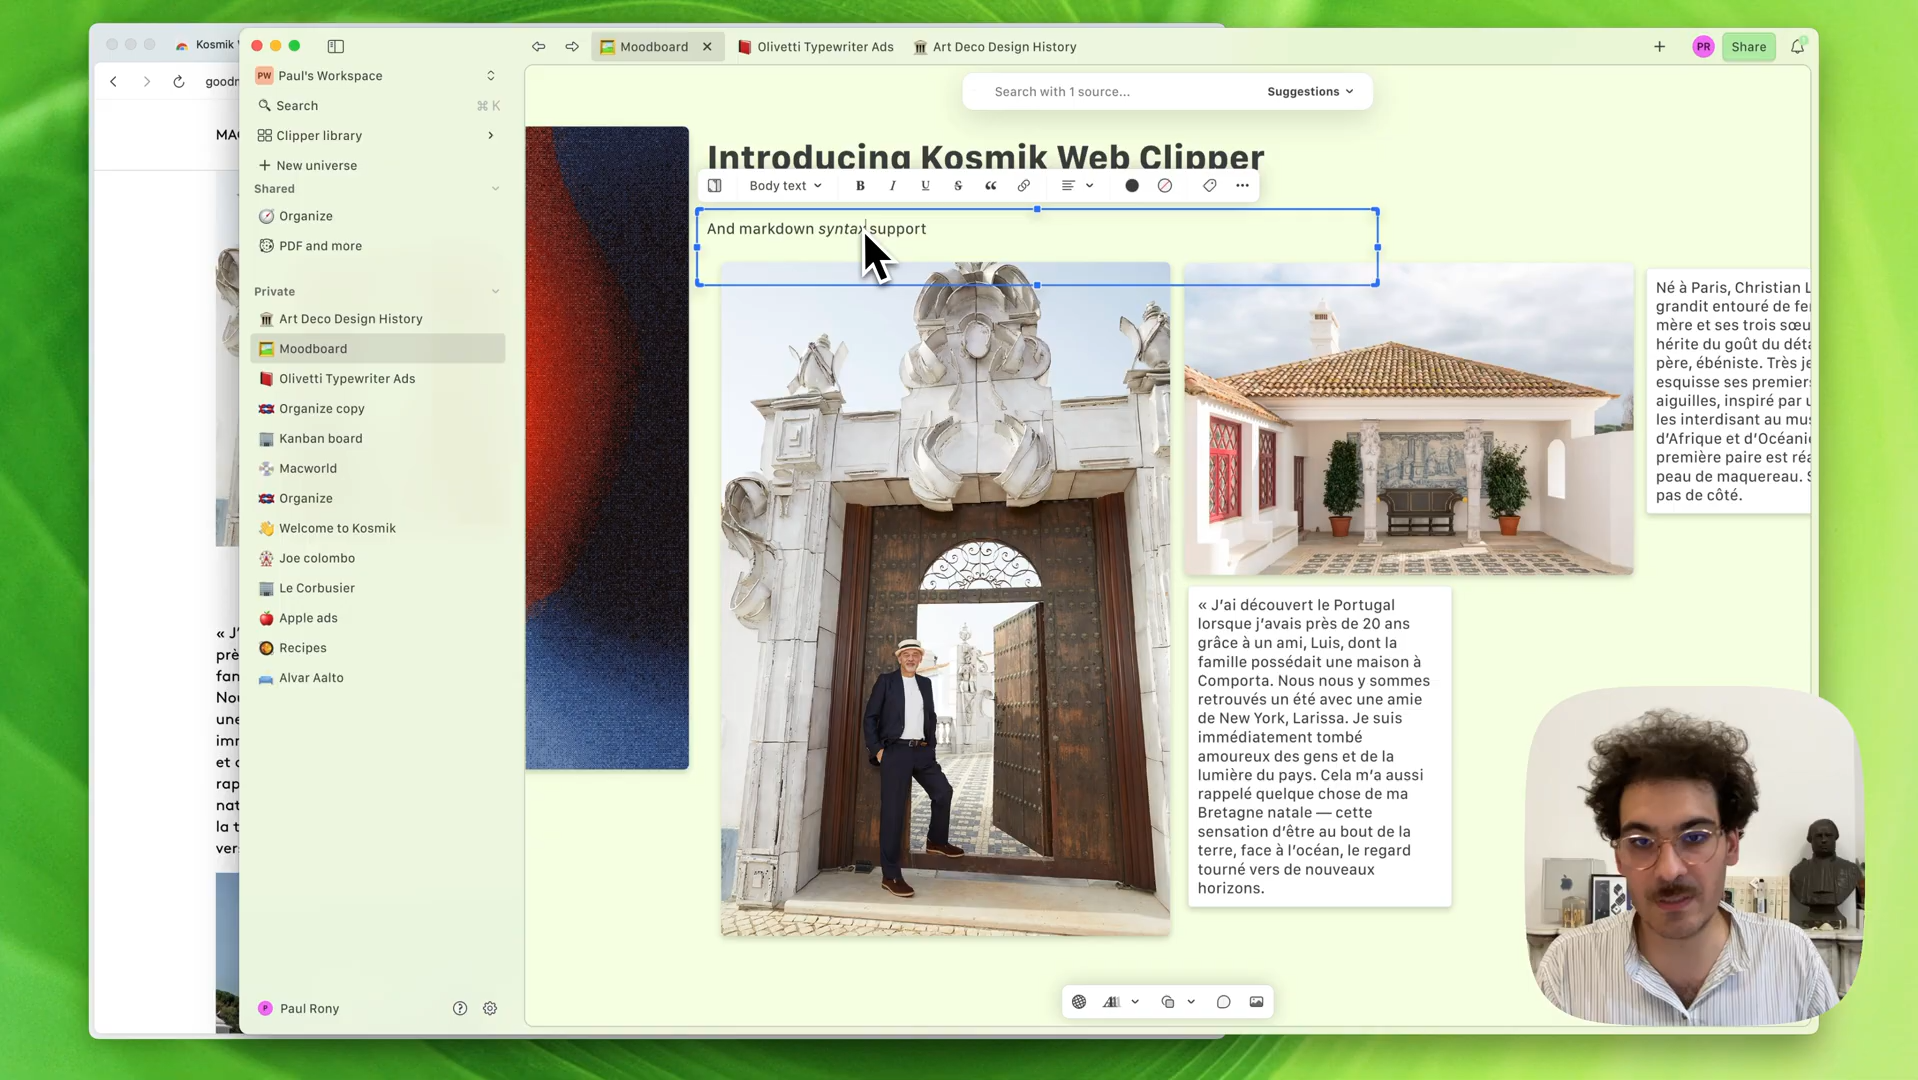 Kosmik
goodn
MAG
« J'
prè
fan
Nou
une
imr
et
rap
nat
la t
ver
Paul's Workspace
PW
Search
⌘ K
Clipper library
New universe
Shared
Organize
PDF and more
Private
Art Deco Design History
Moodboard
Olivetti Typewriter Ads
Organize copy
Kanban board
Macworld
Organize
Welcome to Kosmik
Joe colombo
Le Corbusier
Apple ads
Recipes
Alvar Aalto
P
Paul Rony
Moodboard
Olivetti Typewriter Ads
Art Deco Design History
PR
Share
Search with 1 source...
Suggestions
Introducing Kosmik Web Clipper
Body text
B I U S
And markdown syntax support
Né à Paris, Christian L
grandit entouré de fe
mère et ses trois sœu
hérite du goût du déta
père, ébéniste. Très je
esquisse ses premiers
aiguilles, inspiré par u
les interdisant au mus
d'Afrique et d'Océanie
première paire est réa
peau de maquereau. S
pas de côté.
« J'ai découvert le Portugal
lorsque j'avais près de 20 ans
grâce à un ami, Luis, dont la
famille possédait une maison à
Comporta. Nous nous y sommes
retrouvés un été avec une amie
de New York, Larissa. Je suis
immédiatement tombé
amoureux des gens et de la
lumière du pays. Cela m'a aussi
rappelé quelque chose de ma
Bretagne natale — cette
sensation d'être au bout de la
terre, face à l'océan, le regard
tourné vers de nouveaux
horizons.